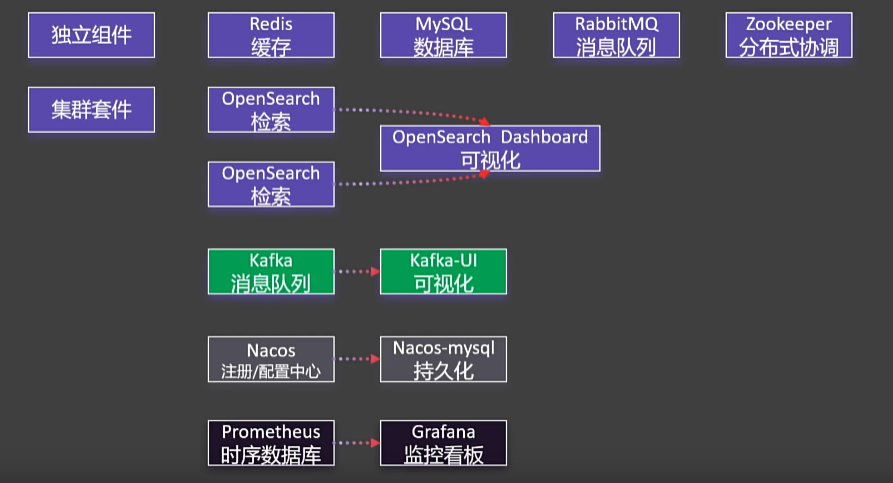 独立组件
Redis
缓存
MySQL
数据库
RabbitMQ
消息队列
Zookeeper
分布式协调
集群套件
OpenSearch
检索
OpenSearch Dashboard
可视化
OpenSearch
检索
Kafka
消息队列
Kafka-UI
可视化
Nacos
注册/配置中心
Nacos-mysql
持久化
Prometheus
时序数据库
Grafana
监控看板